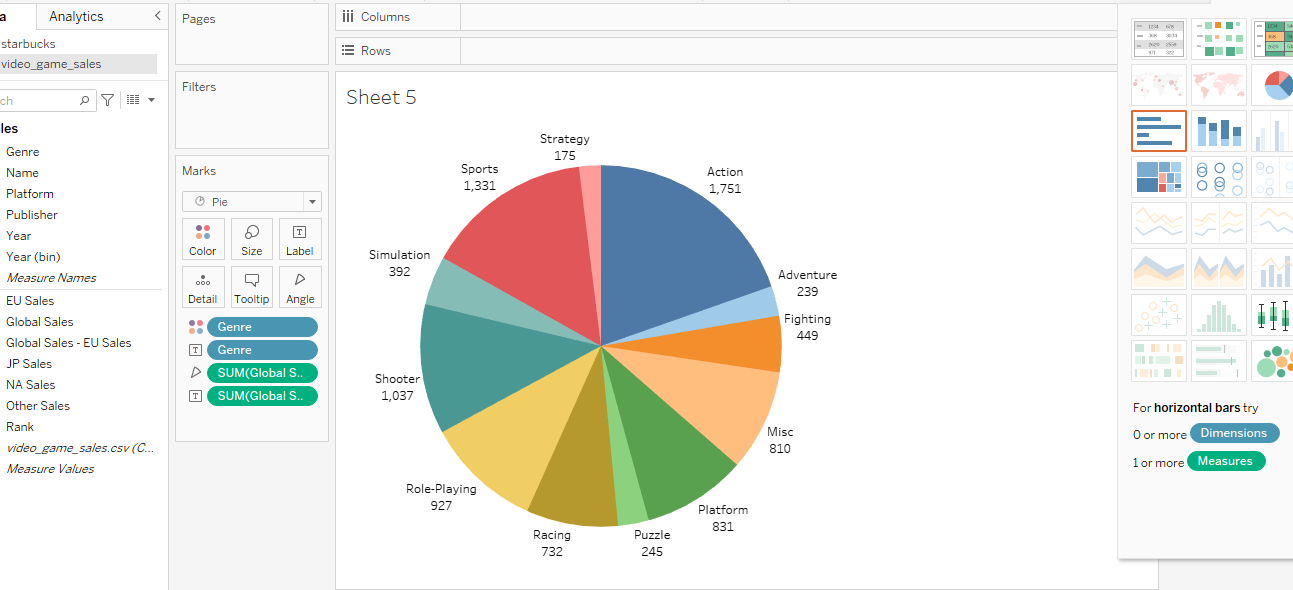 a
Analytics
starbucks
video_game_sales
ch
les
Genre
Name
Platform
Publisher
Year
Year (bin)
Measure Names
EU Sales
Global Sales
Global Sales - EU Sales
JP Sales
NA Sales
Other Sales
Rank
video_game_sales.csv (C...
Measure Values
Pages
Filters
Marks
Pie
Color
Size
Label
Detail
Tooltip
Angle
Genre
Genre
SUM(Global S..
SUM(Global S..
Columns
Rows
Sheet 5
Strategy
175
Action
1,751
Sports
1,331
Simulation
392
Adventure
239
Fighting
449
Shooter
1,037
Misc
810
Role-Playing
927
Platform
831
Racing
732
Puzzle
245
For horizontal bars try
0 or more Dimensions
1 or more Measures